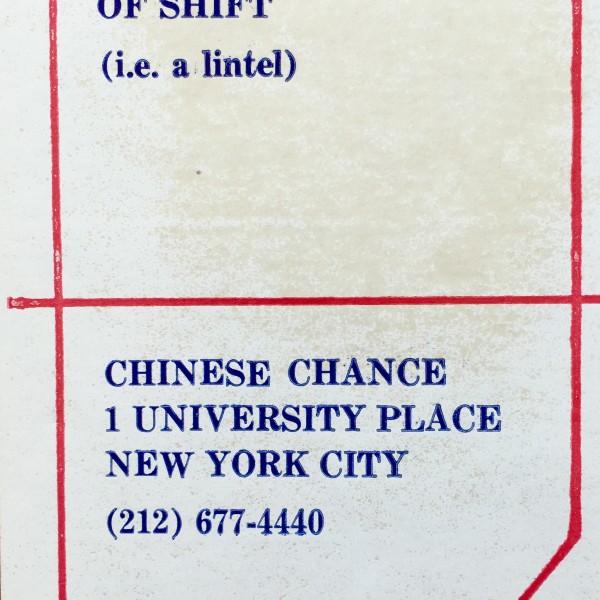 OF SHIFT
(i.e. a lintel)
CHINESE CHANCE
1 UNIVERSITY PLACE
NEW YORK CITY
(212) 677-4440